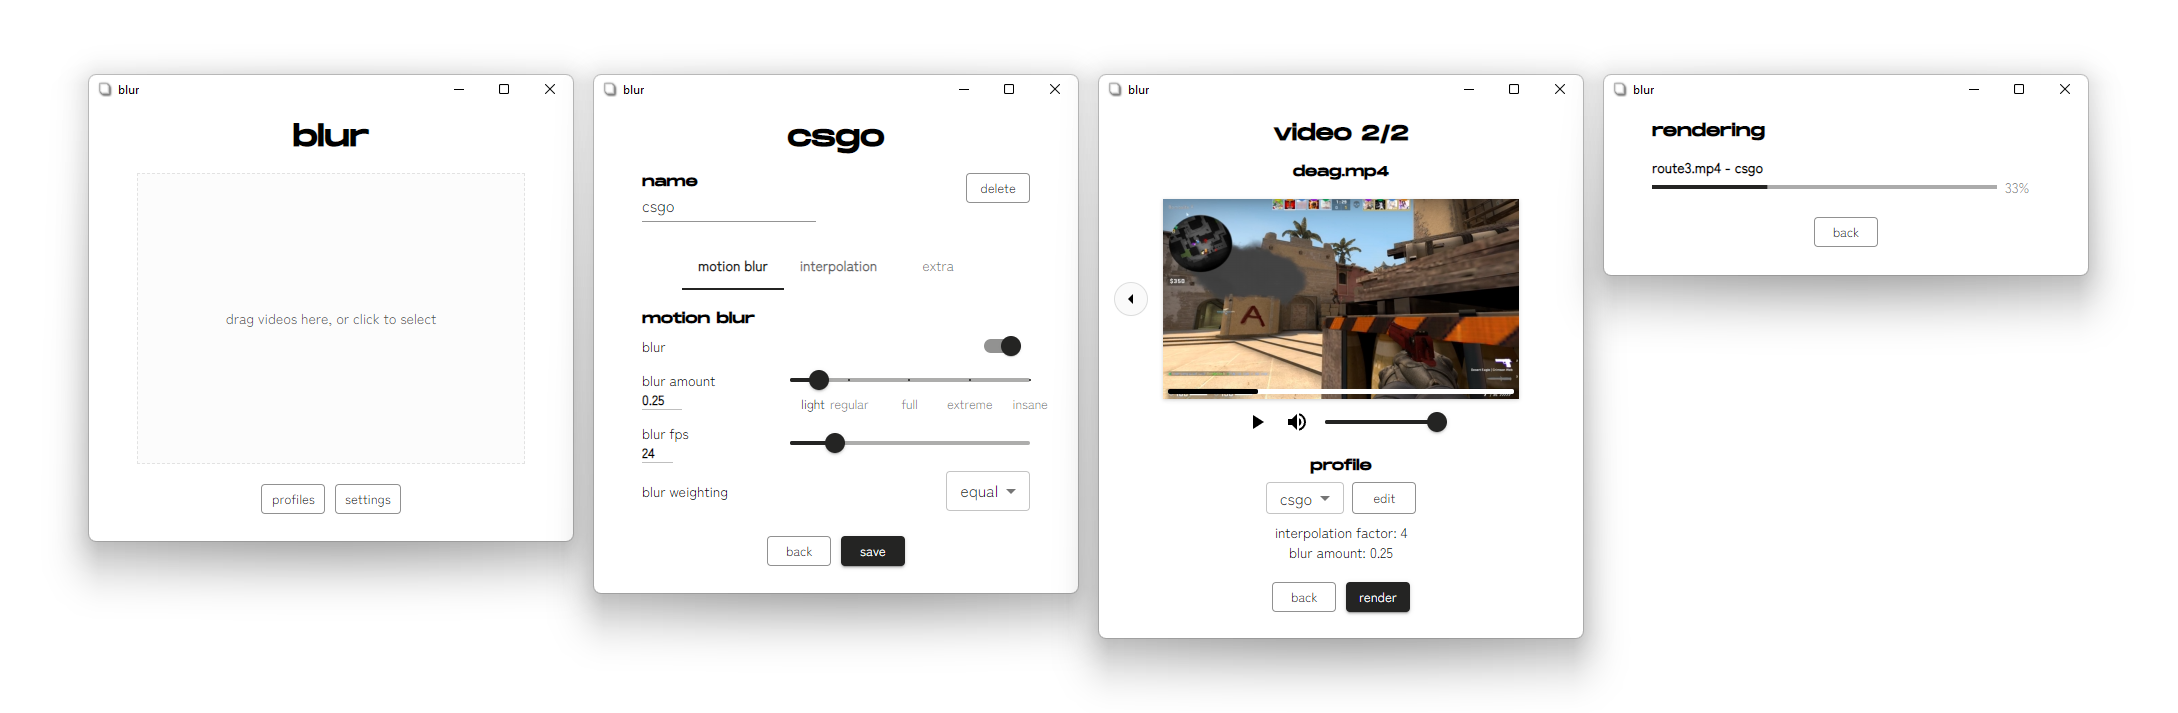 blur
blur
drag videos here, or click to select
profiles
settings
blur
csgo
name
csgo
delete
motion blur
interpolation
extra
motion blur
blur
blur amount
0.25
light
regular
full
extreme
insane
blur fps
24
blur weighting
equal
back
save
blur
video 2/2
deag.mp4
$350
A
profile
csgo
edit
interpolation factor: 4
blur amount: 0.25
back
render
blur
rendering
route3.mp4 - csgo
33%
back